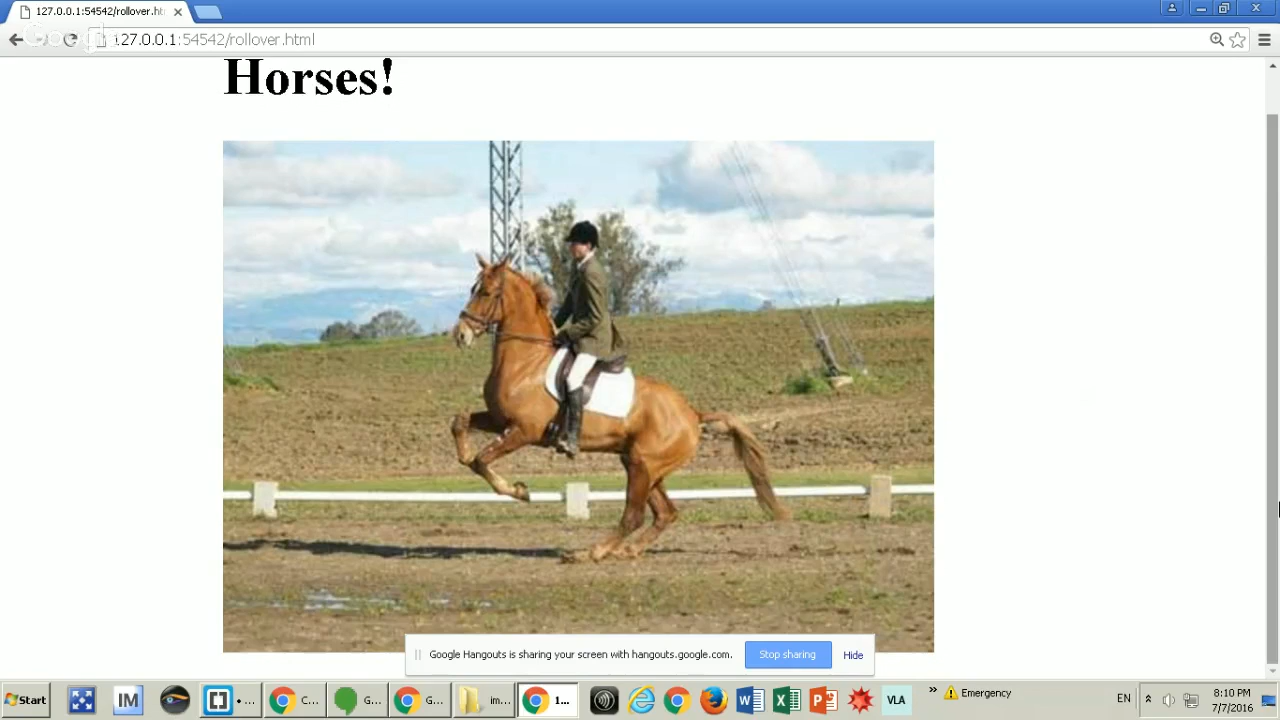 127.0.0.1:54542/rollover.ht
127.0.0.1:54542/rollover.html
Horses!
Google Hangouts is sharing your screen with hangouts.google.com.
Stop sharing
Hide
Start
IM
...
C...
G...
G...
im...
1...
VLA
»
Emergency
EN
8:10 PM
7/7/2016